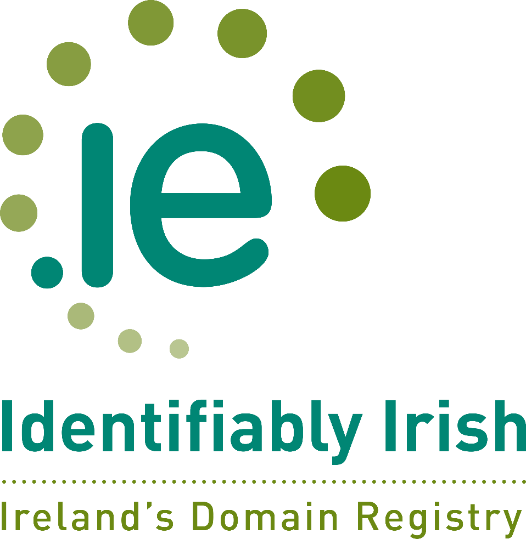 .ie
Identifiably Irish
Ireland's Domain Registry